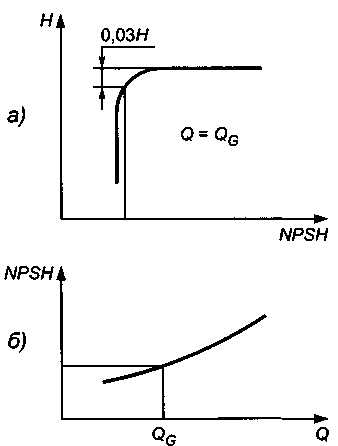 H
0,03H
а)
Q = Q_G
NPSH
NPSH
б)
Q_G
Q